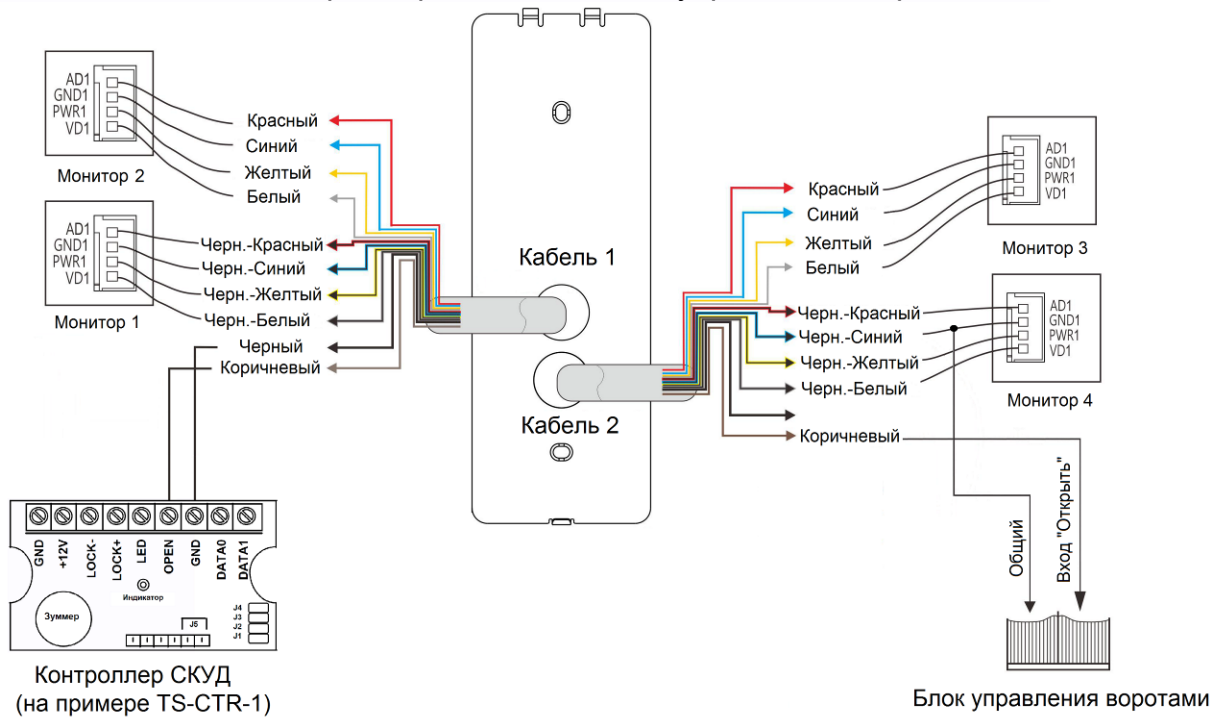 AD1
GND1
PWR1
VD1
Монитор 2
Красный
Синий
Желтый
Белый
AD1
GND1
PWR1
VD1
Монитор 1
Черн.-Красный
Черн.-Синий
Черн.-Желтый
Черн.-Белый
Черный
Коричневый
Кабель 1
Кабель 2
Красный
Синий
Желтый
Белый
AD1
GND1
PWR1
VD1
Монитор 3
Черн.-Красный
Черн.-Синий
Черн.-Желтый
Черн.-Белый
Коричневый
AD1
GND1
PWR1
VD1
Монитор 4
GND
+12V
LOCK-
LOCK+
LED
OPEN
GND
DATA0
DATA1
Индикатор
Зуммер
J5
J4
J3
J2
J1
Контроллер СКУД
(на примере TS-CTR-1)
Общий
Вход "Открыть"
Блок управления воротами